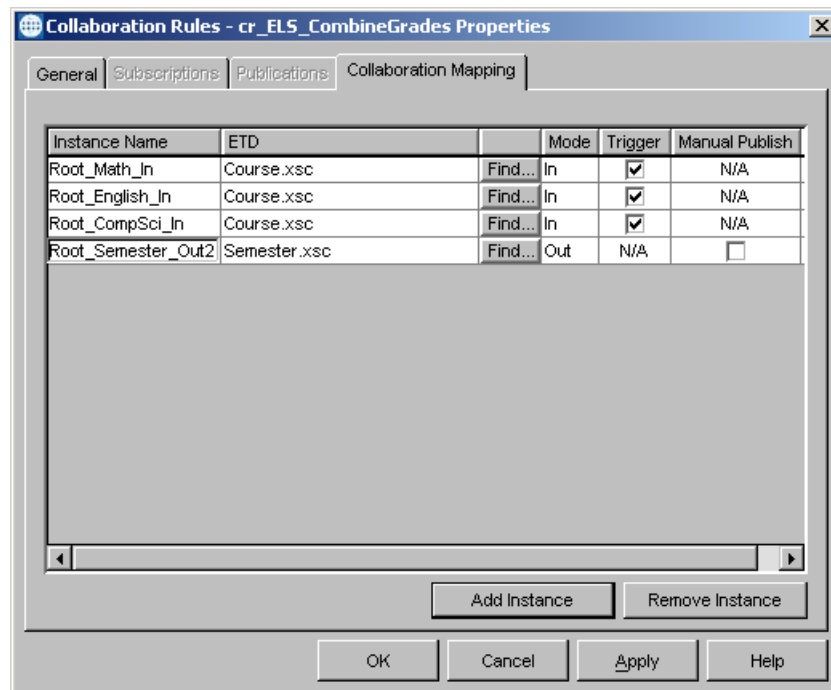 Collaboration Rules - cr_ELS_CombineGrades Properties
General Subscriptions Publications Collaboration Mapping
Instance Name ETD Mode Trigger Manual Publish
Root_Math_In Course.xsc Find... In N/A
Root_English_In Course.xsc Find... In N/A
Root_CompSci_In Course.xsc Find... In N/A
Root_Semester_Out2 Semester.xsc Find... Out N/A
Add Instance Remove Instance
OK Cancel Apply Help